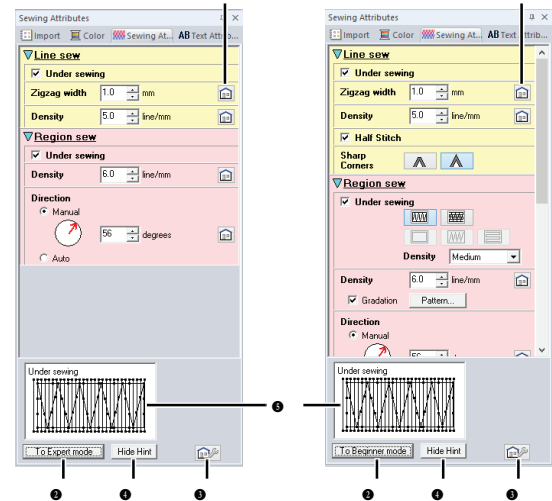 Sewing Attributes
Import Color Sewing At... AB Text Attrib...
Line sew
Under sewing
Zigzag width 1.0 mm
Density 5.0 line/mm
Region sew
Under sewing
Density 6.0 line/mm
Direction
Manual
56 degrees
Auto
Under sewing
To Expert mode Hide Hint
2 4 3
5
Sewing Attributes
Import Color Sewing At... AB Text Attrib...
Line sew
Under sewing
Zigzag width 1.0 mm
Density 5.0 line/mm
Half Stitch
Sharp
Corners
Region sew
Under sewing
Density Medium
Density 6.0 line/mm
Gradation Pattern...
Direction
Manual
Under sewing
To Beginner mode Hide Hint
2 4 3